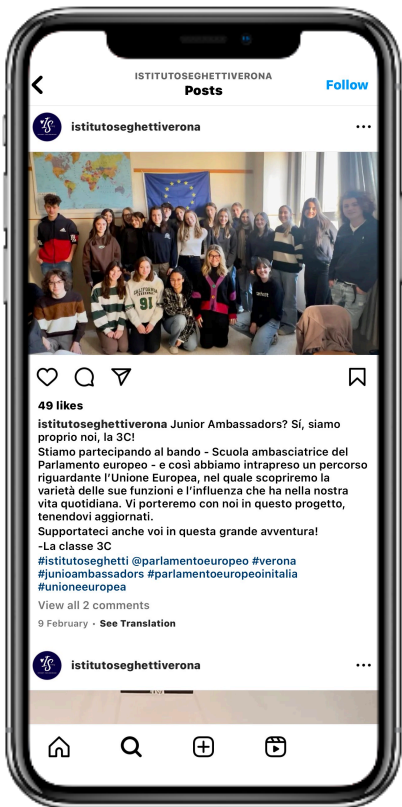 ISTITUTOSEGHETTIVERONA
Posts
Follow
istitutoseghettiverona
49 likes
istitutoseghettiverona Junior Ambassadors? Sí, siamo
proprio noi, la 3C!
Stiamo partecipando al bando - Scuola ambasciatrice del
Parlamento europeo - e così abbiamo intrapreso un percorso
riguardante l'Unione Europea, nel quale scopriremo la
varietà delle sue funzioni e l'influenza che ha nella nostra
vita quotidiana. Vi porteremo con noi in questo progetto,
tenendovi aggiornati.
Supportateci anche voi in questa grande avventura!
-La classe 3C
#istitutoseghetti @parlamentoeuropeo #verona
#junioambassadors #parlamentoeuropeoinitalia
#unioneeuropea
View all 2 comments
9 February • See Translation
istitutoseghettiverona